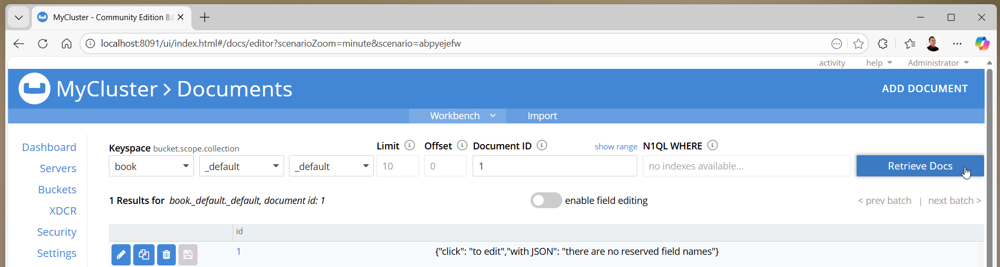 MyCluster - Community Edition 8.0
localhost:8091/ui/index.html#/docs/editor?scenarioZoom=minute&scenario=abpyejefw
activity help Administrator
MyCluster > Documents ADD DOCUMENT
Workbench Import
Dashboard
Servers
Buckets
XDCR
Security
Settings
Keyspace bucket.scope.collection Limit Offset Document ID show range N1QL WHERE
book _default _default 10 0 1 no indexes available... Retrieve Docs
1 Results for book._default._default, document id: 1 enable field editing < prev batch | next batch >
id
1 {"click": "to edit","with JSON": "there are no reserved field names"}